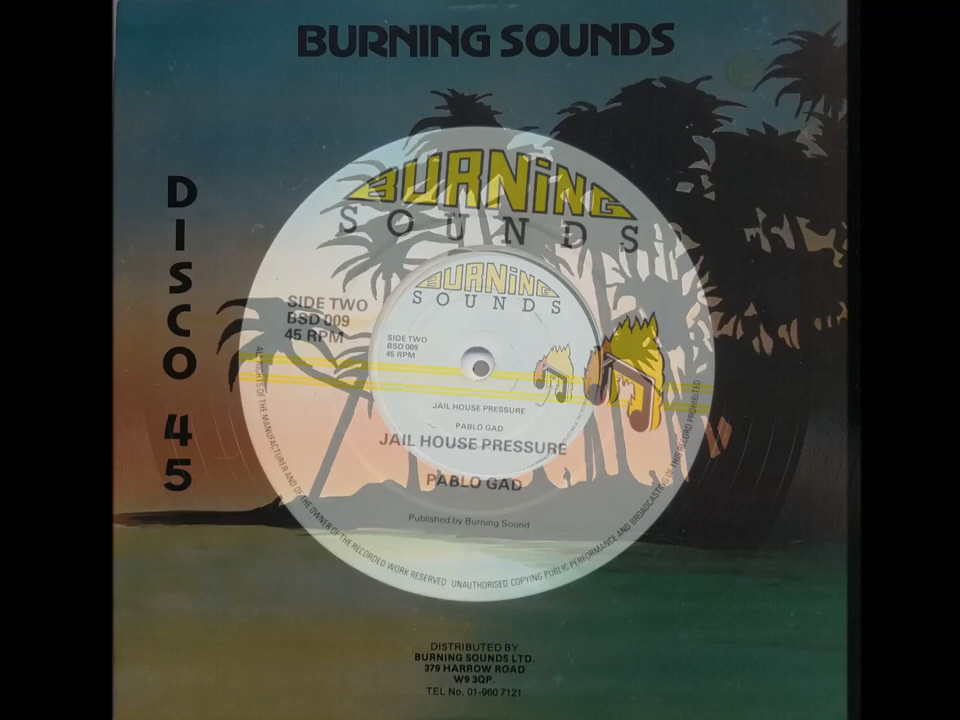 BURNING SOUNDS
DISCO 45
BURNING
SOUNDS
SIDE TWO
BSD 009
45 RPM
BURNING
SOUNDS
SIDE TWO
BSD 009
45 RPM
JAIL HOUSE PRESSURE
PABLO GAD
JAIL HOUSE PRESSURE
PABLO GAD
Published by Burning Sound
ALL RIGHTS OF THE MANUFACTURER AND OF THE OWNER OF THE RECORDED WORK RESERVED UNAUTHORISED COPYING PUBLIC PERFORMANCE AND BROADCASTING OF THIS RECORD PROHIBITED
DISTRIBUTED BY
BURNING SOUNDS LTD.
379 HARROW ROAD
W9 3QP.
TEL No. 01-960 7121